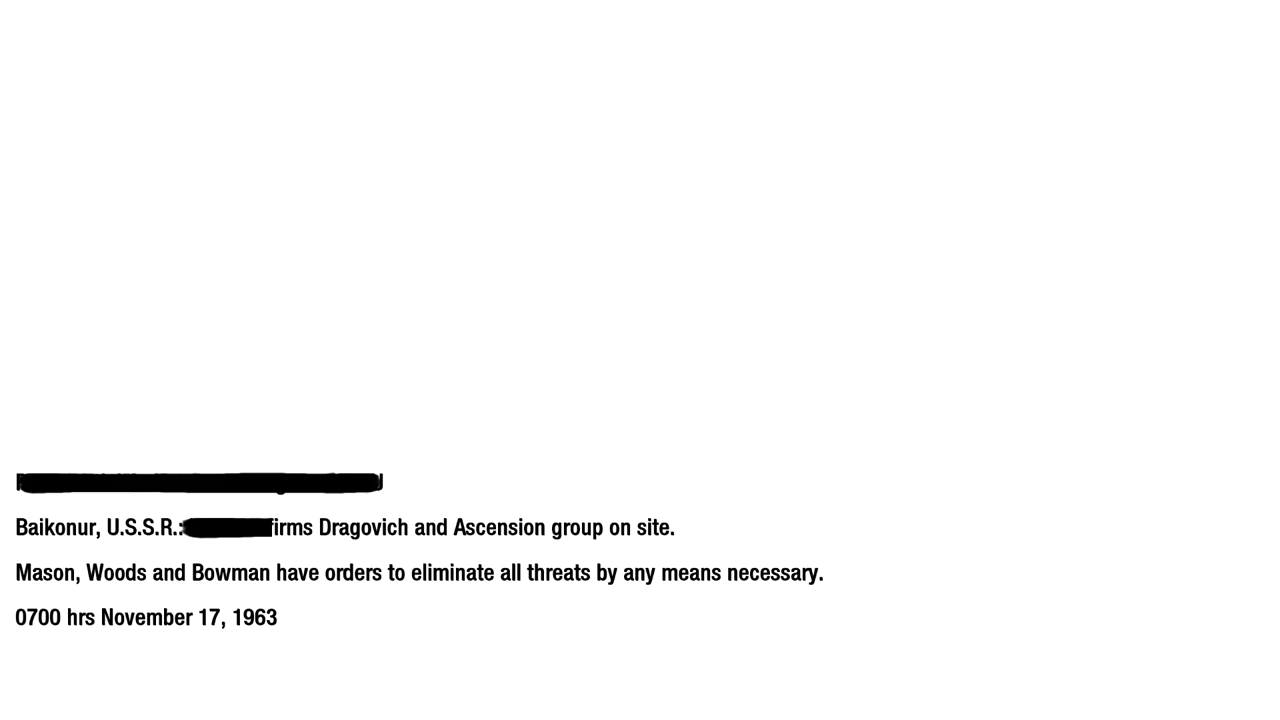 Baikonur, U.S.S.R.: firms Dragovich and Ascension group on site.
Mason, Woods and Bowman have orders to eliminate all threats by any means necessary.
0700 hrs November 17, 1963